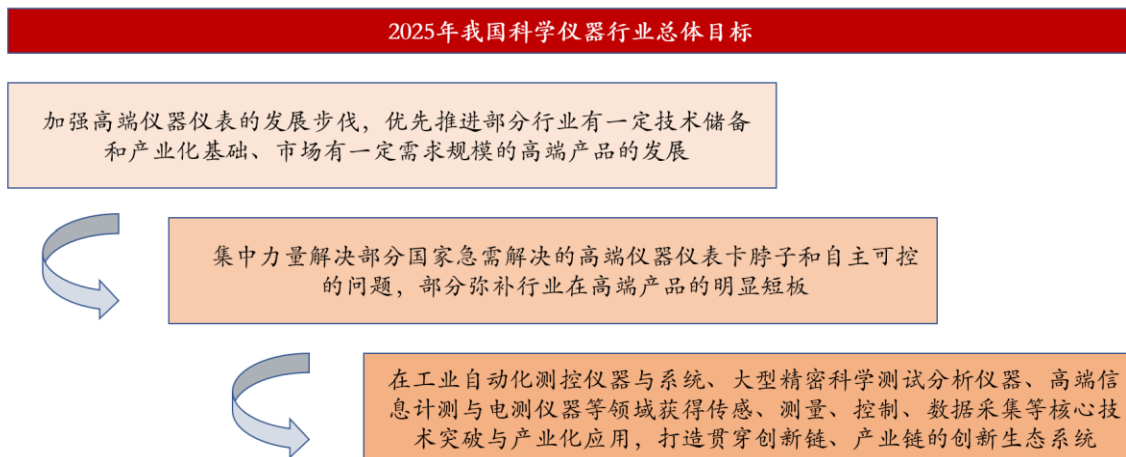 2025年我国科学仪器行业总体目标
加强高端仪器仪表的发展步伐，优先推进部分行业有一定技术储备
和产业化基础、市场有一定需求规模的高端产品的发展
集中力量解决部分国家急需解决的高端仪器仪表卡脖子和自主可控
的问题，部分弥补行业在高端产品的明显短板
在工业自动化测控仪器与系统、大型精密科学测试分析仪器、高端信
息计测与电测仪器等领域获得传感、测量、控制、数据采集等核心技
术突破与产业化应用，打造贯穿创新链、产业链的创新生态系统